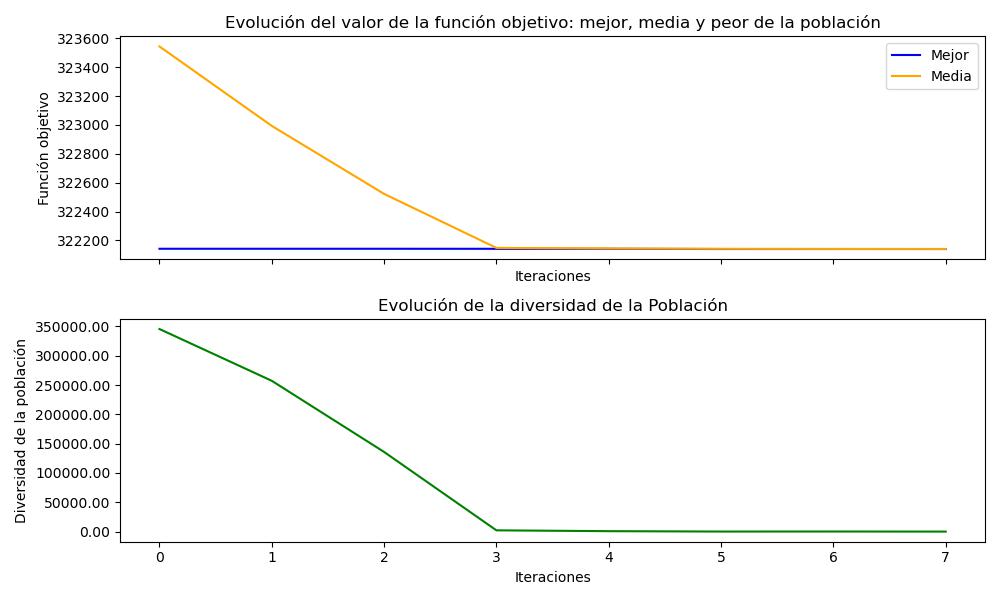 Evolución del valor de la función objetivo: mejor, media y peor de la población
323600
323400
323200
323000
322800
322600
322400
322200
Función objetivo
Mejor
Media
Iteraciones
Evolución de la diversidad de la Población
350000.00
300000.00
250000.00
200000.00
150000.00
100000.00
50000.00
0.00
Diversidad de la población
0 1 2 3 4 5 6 7
Iteraciones